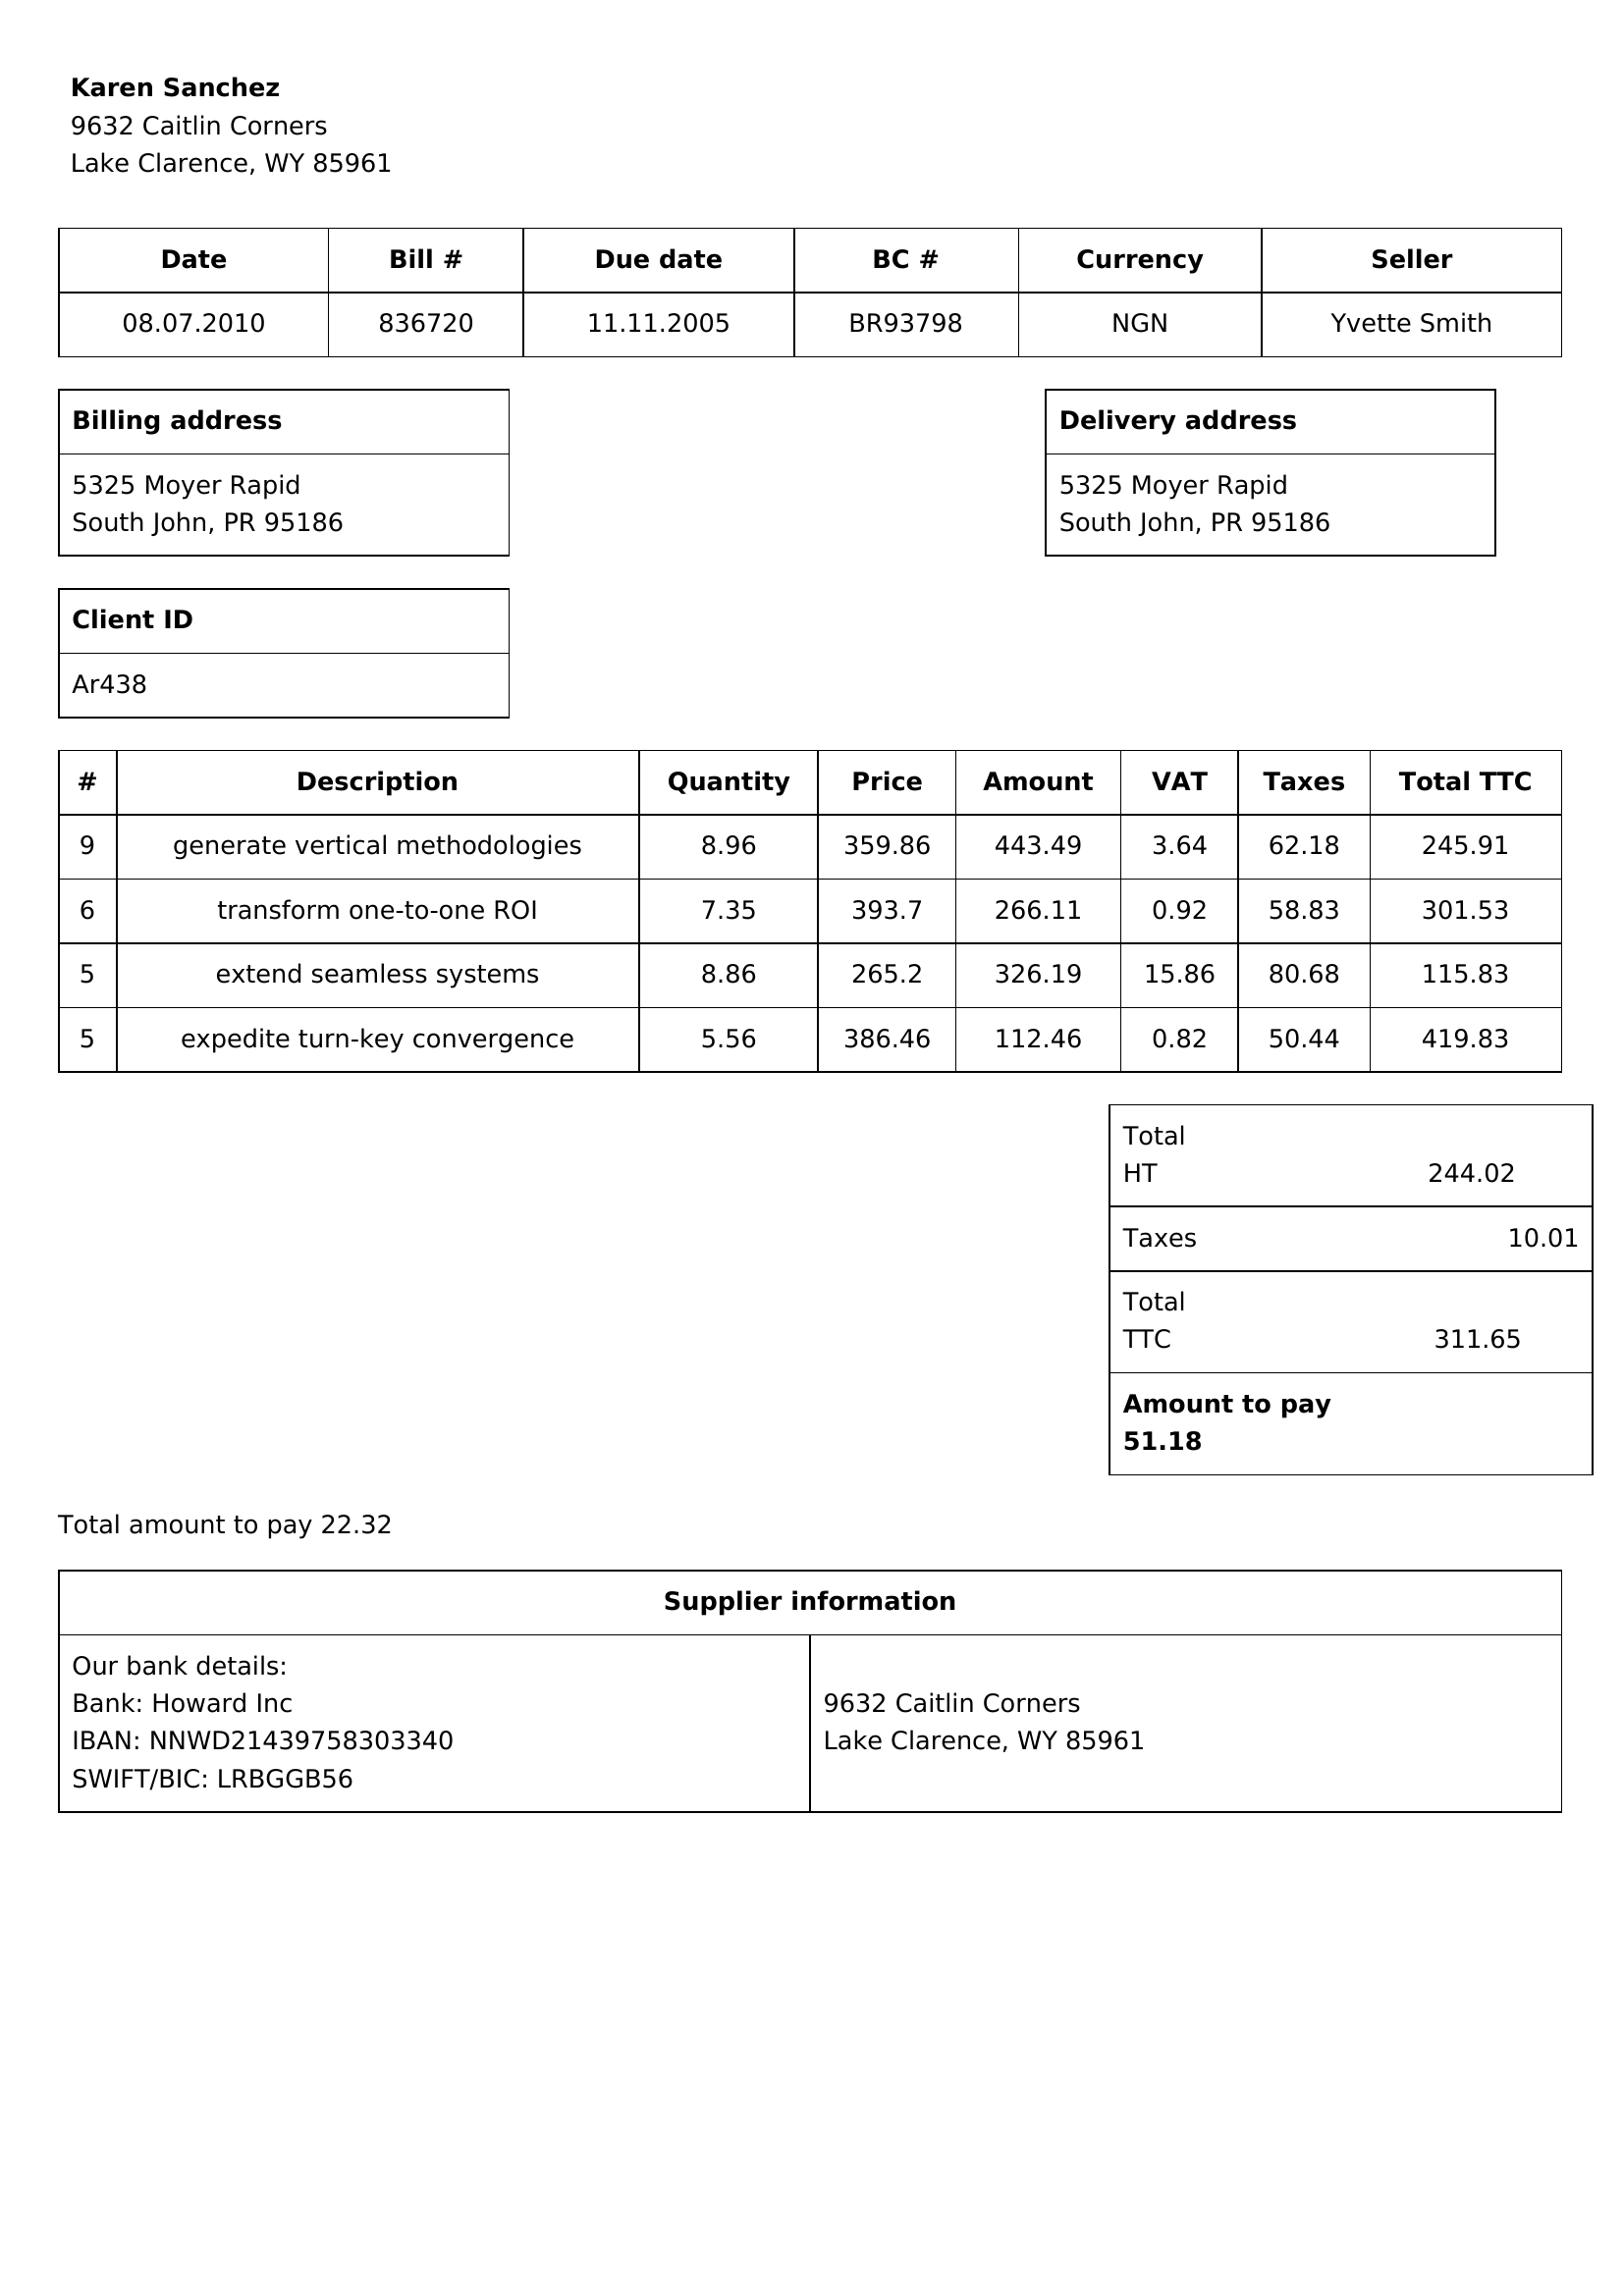 Karen Sanchez
9632 Caitlin Corners
Lake Clarence, WY 85961
Date Bill # Due date BC # Currency Seller
08.07.2010 836720 11.11.2005 BR93798 NGN Yvette Smith
Billing address Delivery address
5325 Moyer Rapid 5325 Moyer Rapid
South John, PR 95186 South John, PR 95186
Client ID
Ar438
# Description Quantity Price Amount VAT Taxes Total TTC
9 generate vertical methodologies 8.96 359.86 443.49 3.64 62.18 245.91
6 transform one-to-one ROI 7.35 393.7 266.11 0.92 58.83 301.53
5 extend seamless systems 8.86 265.2 326.19 15.86 80.68 115.83
5 expedite turn-key convergence 5.56 386.46 112.46 0.82 50.44 419.83
Total
HT 244.02
Taxes 10.01
Total
TTC 311.65
Amount to pay
51.18
Total amount to pay 22.32
Supplier information
Our bank details:
Bank: Howard Inc
IBAN: NNWD21439758303340
SWIFT/BIC: LRBGGB56
9632 Caitlin Corners
Lake Clarence, WY 85961